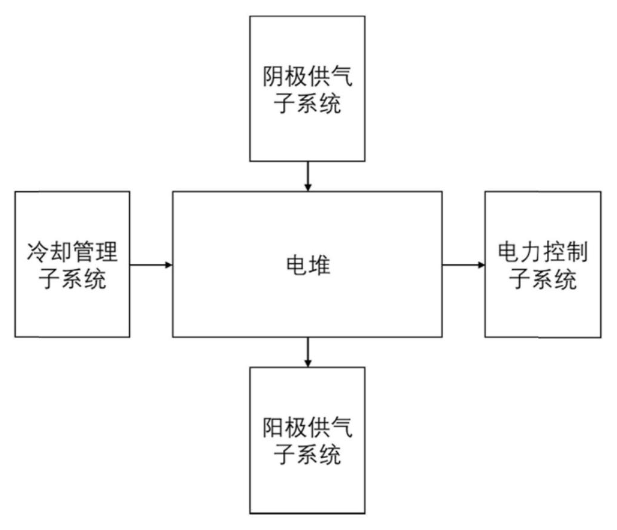 阴极供气
子系统
冷却管理
子系统
电堆
电力控制
子系统
阳极供气
子系统